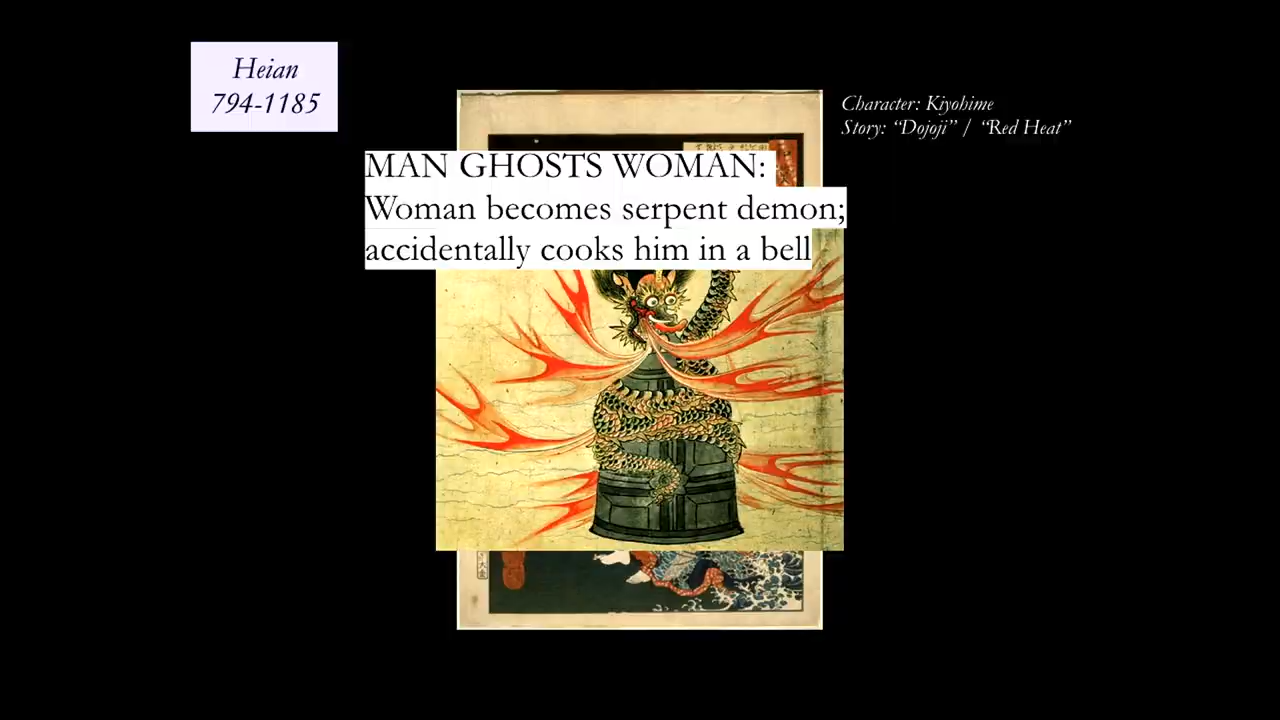 Heian
794-1185
Character: Kiyohime
Story: “Dojoji” / “Red Heat”
MAN GHOSTS WOMAN:
Woman becomes serpent demon;
accidentally cooks him in a bell